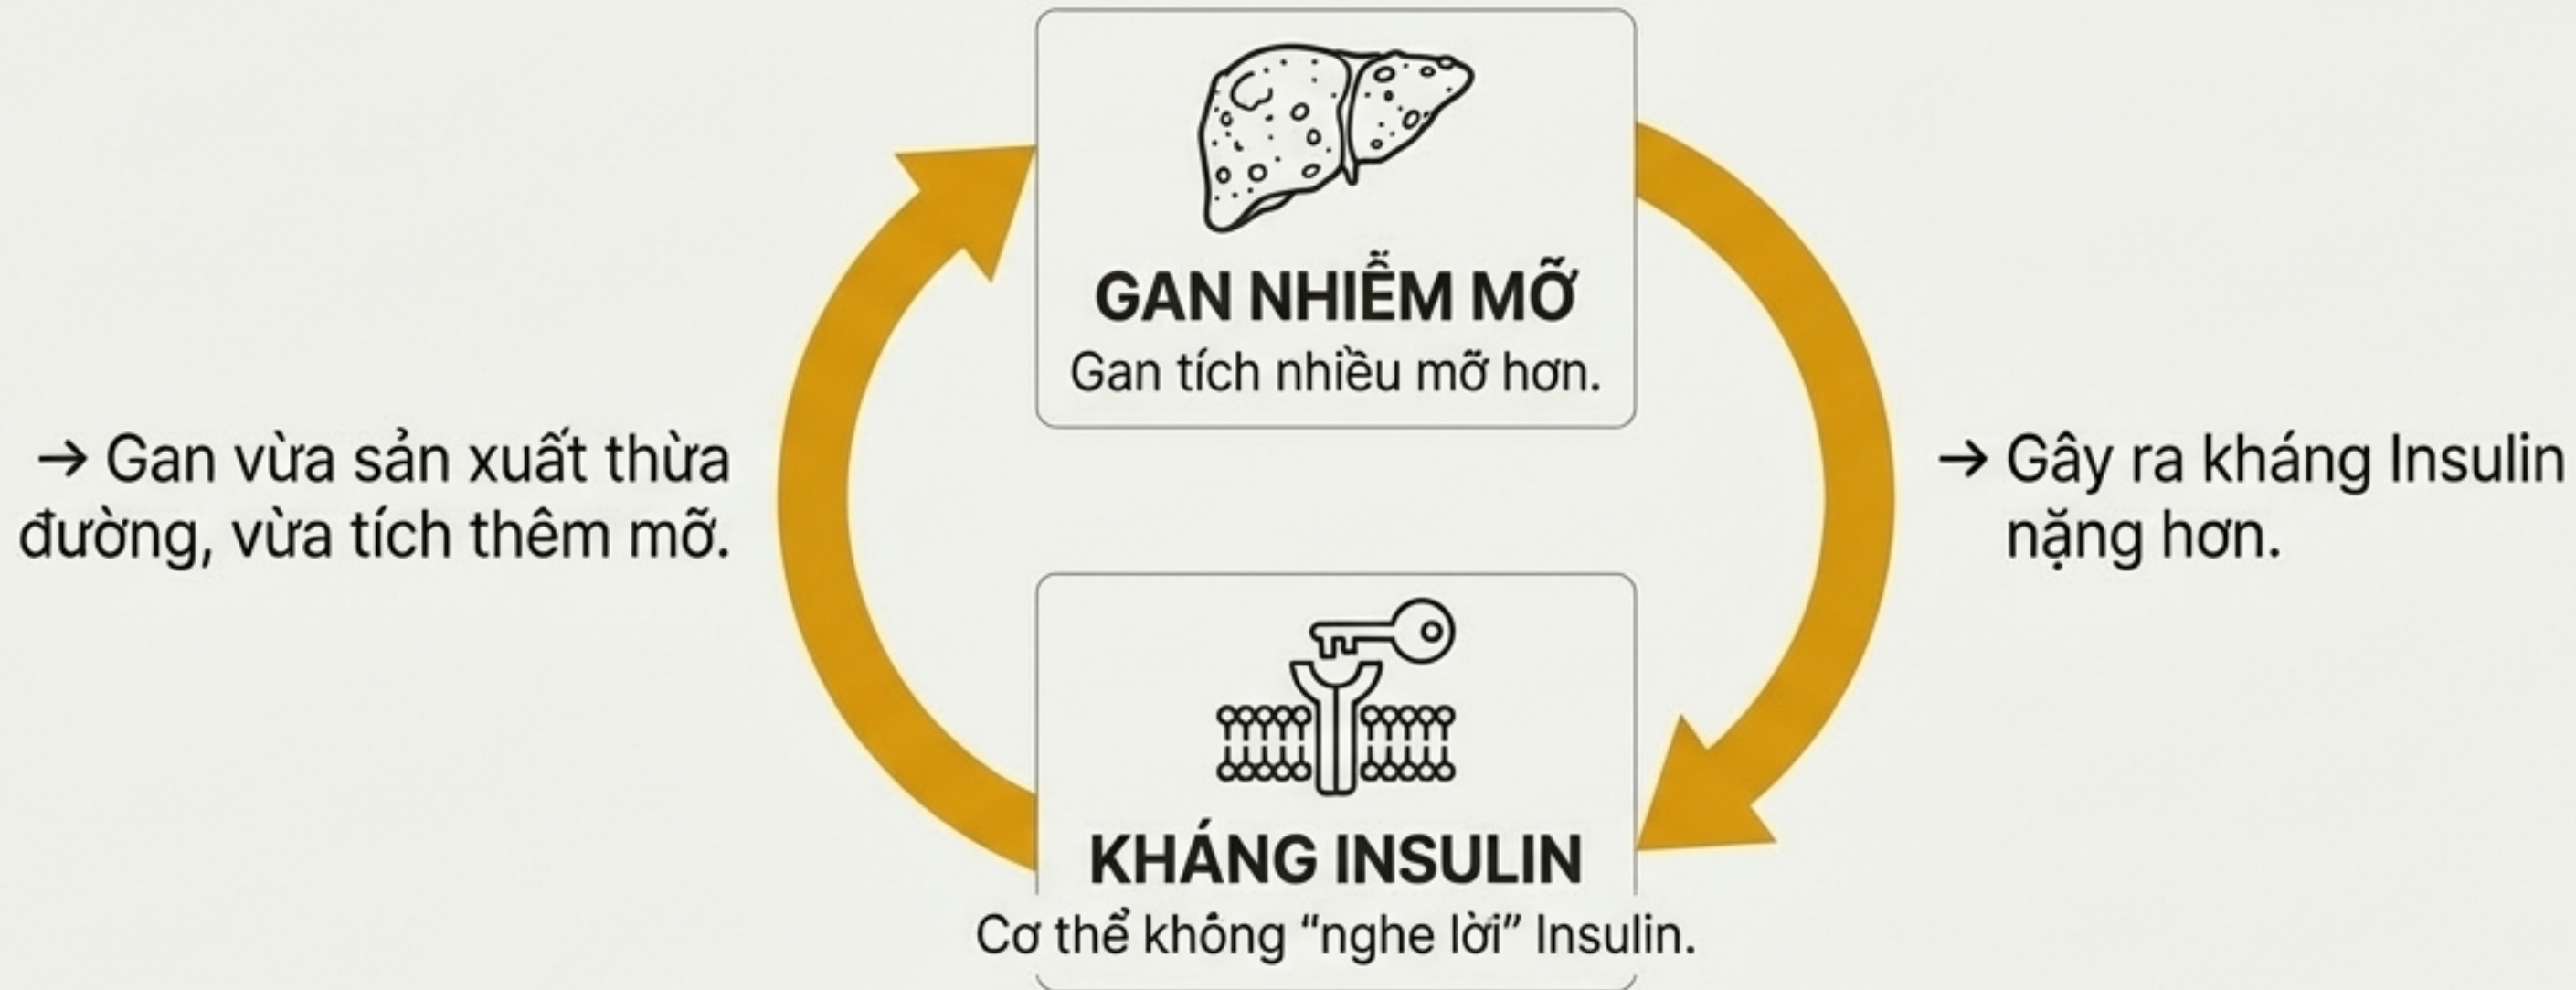 GAN NHIỄM MỠ
Gan tích nhiều mỡ hơn.
→ Gan vừa sản xuất thừa
đường, vừa tích thêm mỡ.
→ Gây ra kháng Insulin
nặng hơn.
KHÁNG INSULIN
Cơ thể không “nghe lời” Insulin.